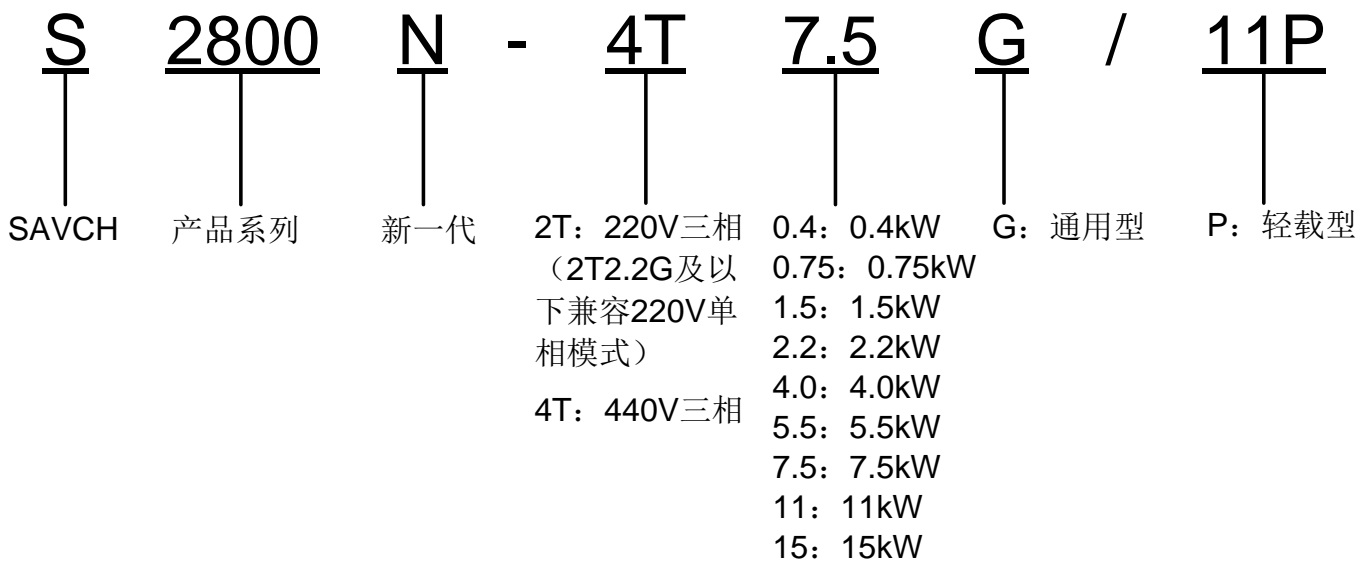 S 2800 N - 4T 7.5 G / 11P
SAVCH
产品系列
新一代
2T：220V三相
（2T2.2G及以
下兼容220V单
相模式）
4T：440V三相
0.4：0.4kW
0.75：0.75kW
1.5：1.5kW
2.2：2.2kW
4.0：4.0kW
5.5：5.5kW
7.5：7.5kW
11：11kW
15：15kW
G：通用型
P：轻载型